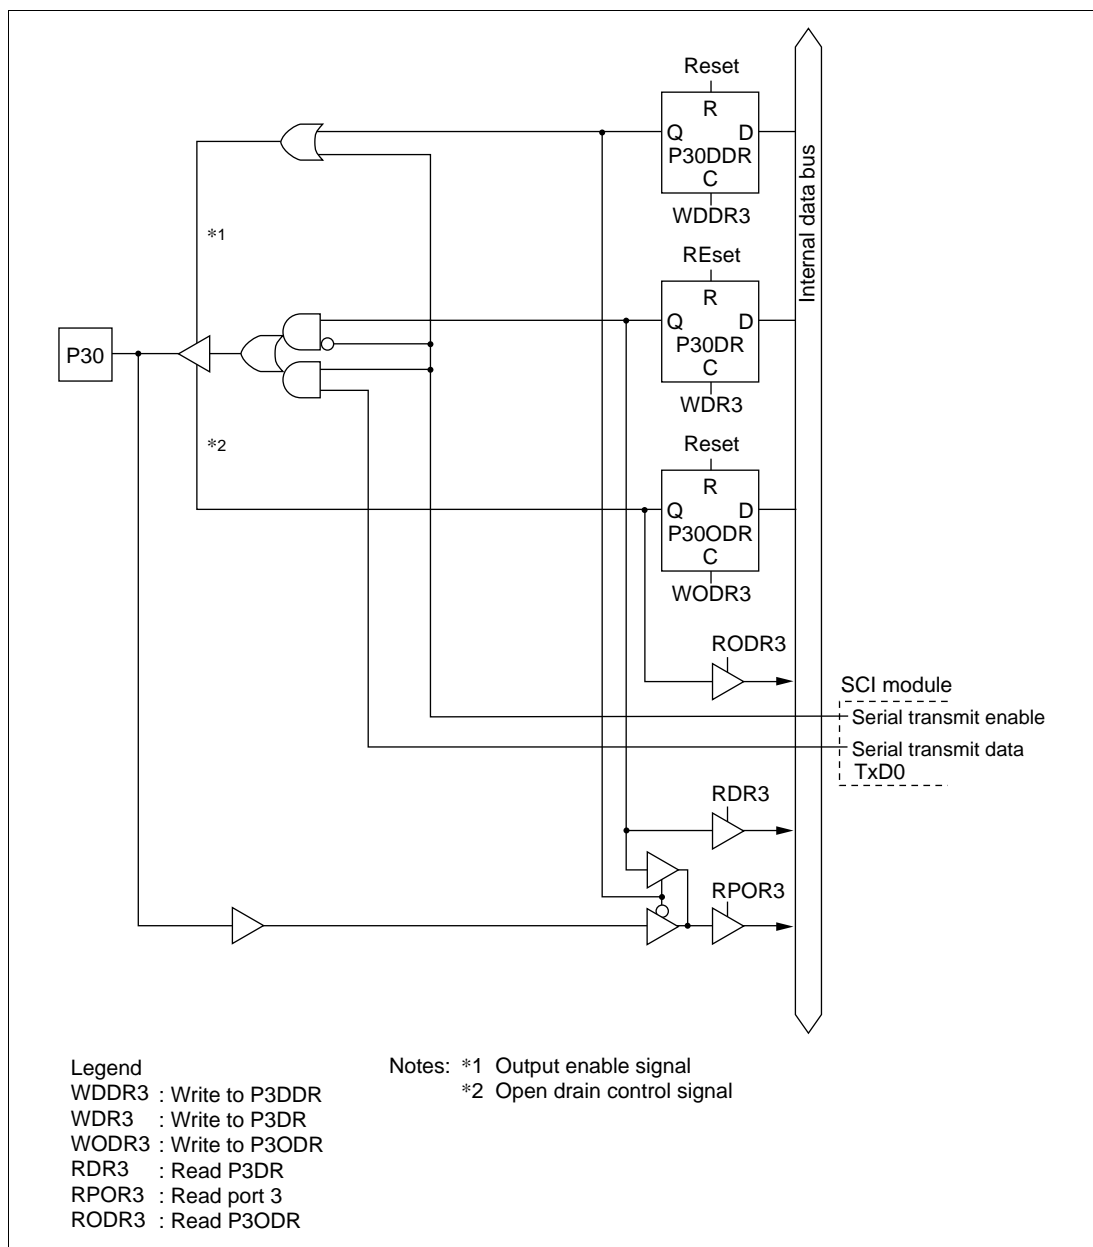 Reset
R
Q D
P30DDR
C
WDDR3
Internal data bus
*1
REset
R
Q D
P30DR
C
WDR3
P30
*2
Reset
R
Q D
P30ODR
C
WODR3
RODR3
SCI module
Serial transmit enable
Serial transmit data
TxD0
RDR3
RPOR3
Legend
WDDR3 : Write to P3DDR
WDR3 : Write to P3DR
WODR3 : Write to P3ODR
RDR3 : Read P3DR
RPOR3 : Read port 3
RODR3 : Read P3ODR
Notes: *1 Output enable signal
*2 Open drain control signal